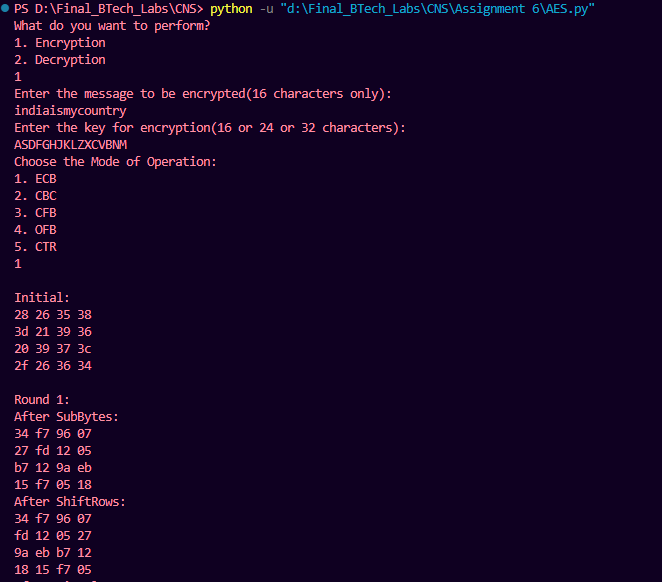 PS D:\Final_BTech_Labs\CNS> python -u "d:\Final_BTech_Labs\CNS\Assignment 6\AES.py"
What do you want to perform?
1. Encryption
2. Decryption
1
Enter the message to be encrypted(16 characters only):
indiaismycountry
Enter the key for encryption(16 or 24 or 32 characters):
ASDFGHJKLZXCVBNM
Choose the Mode of Operation:
1. ECB
2. CBC
3. CFB
4. OFB
5. CTR
1
Initial:
28 26 35 38
3d 21 39 36
20 39 37 3c
2f 26 36 34
Round 1:
After SubBytes:
34 f7 96 07
27 fd 12 05
b7 12 9a eb
15 f7 05 18
After ShiftRows:
34 f7 96 07
fd 12 05 27
9a eb b7 12
18 15 f7 05